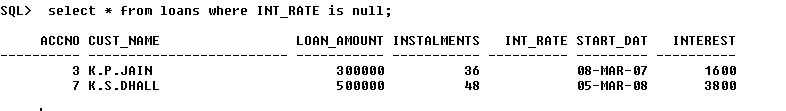 SQL>  select * from loans where INT_RATE is null;
ACCNO CUST_NAME LOAN_AMOUNT INSTALMENTS INT_RATE START_DAT INTEREST
---------- -------------------- ----------- ----------- ---------- --------- ----------
3 K.P.JAIN 300000 36 08-MAR-07 1600
7 K.S.DHALL 500000 48 05-MAR-08 3800